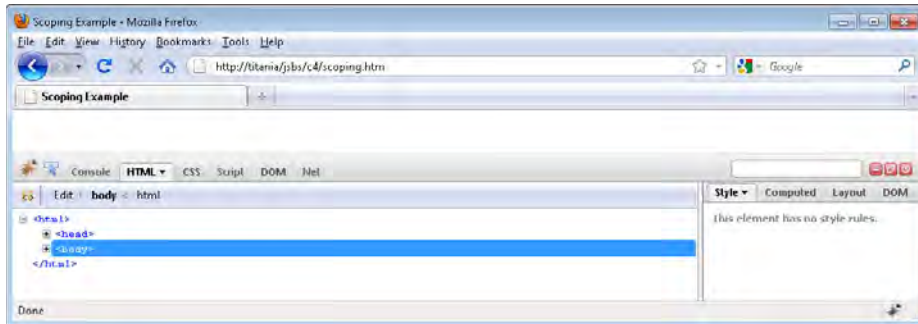 Scoping Example - Mozilla Firefox
File Edit View History Bookmarks Tools Help
http://titania/jsbs/c4/scoping.htm
Google
Scoping Example
Console HTML CSS Script DOM Net
Edit body < html
Style Computed Layout DOM
<html>
This element has no style rules.
<head>
<body>
</html>
Done